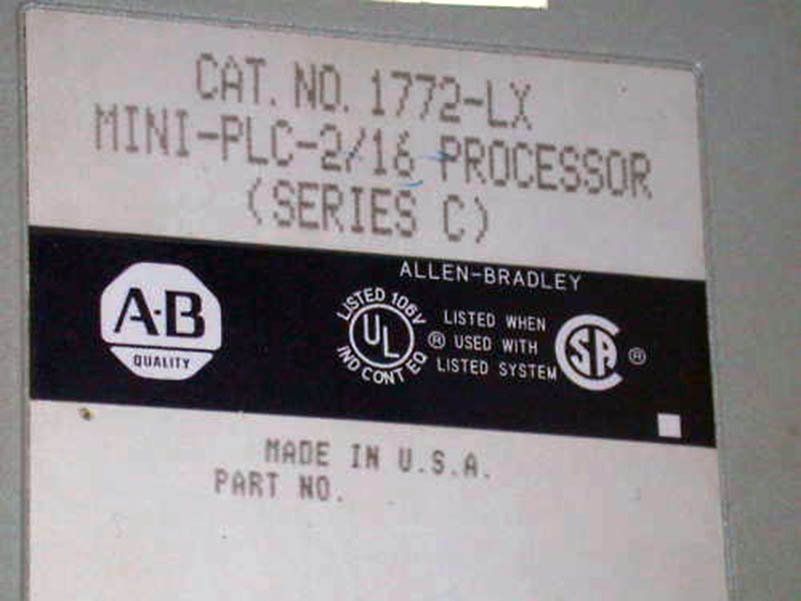 CAT. NO. 1772-LX
MINI-PLC-2/16 PROCESSOR
(SERIES C)
ALLEN-BRADLEY
A-B
QUALITY
LISTED 106V
UL
IND CONT EQ
®
LISTED WHEN
USED WITH
LISTED SYSTEM
SA
®
MADE IN U.S.A.
PART NO.